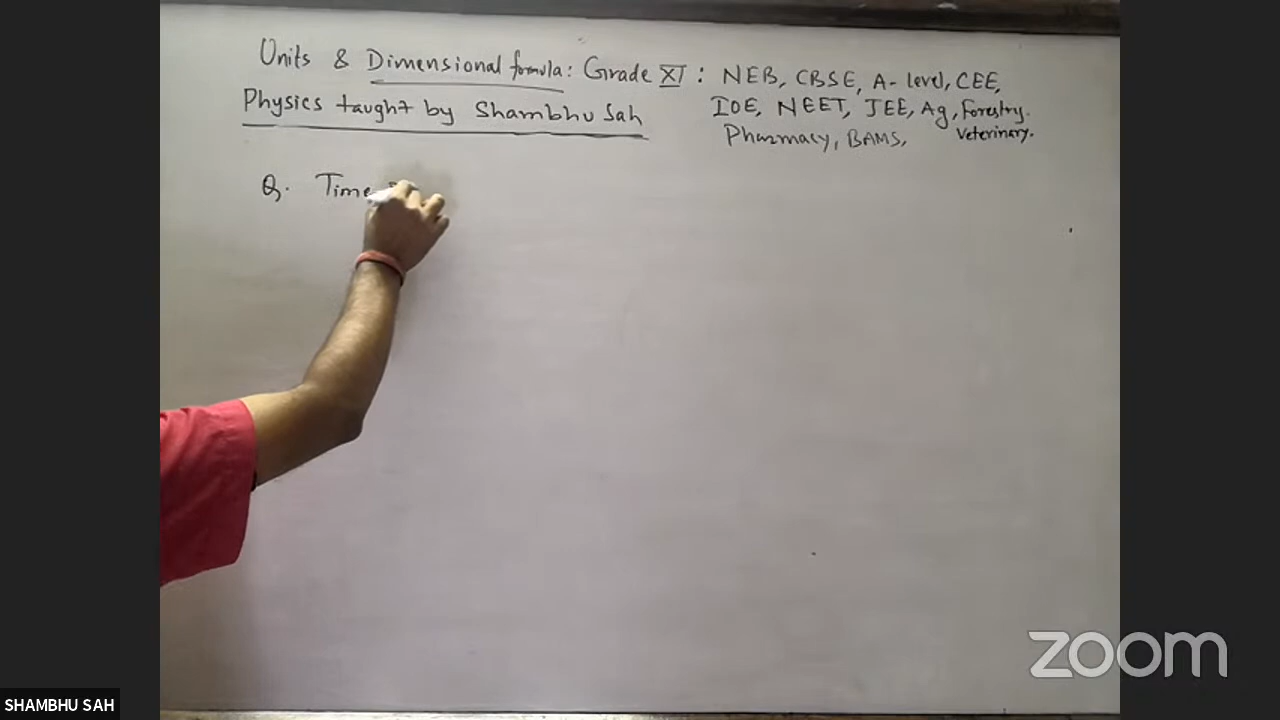 Units & Dimensional formula: Grade XI: NEB, CBSE, A-level, CEE,
Physics taught by Shambhu Sah
IOE, NEET, JEE, Ag, Forestry.
Pharmacy, BAMS, Veterinary.
Q. Time
zoom
SHAMBHU SAH